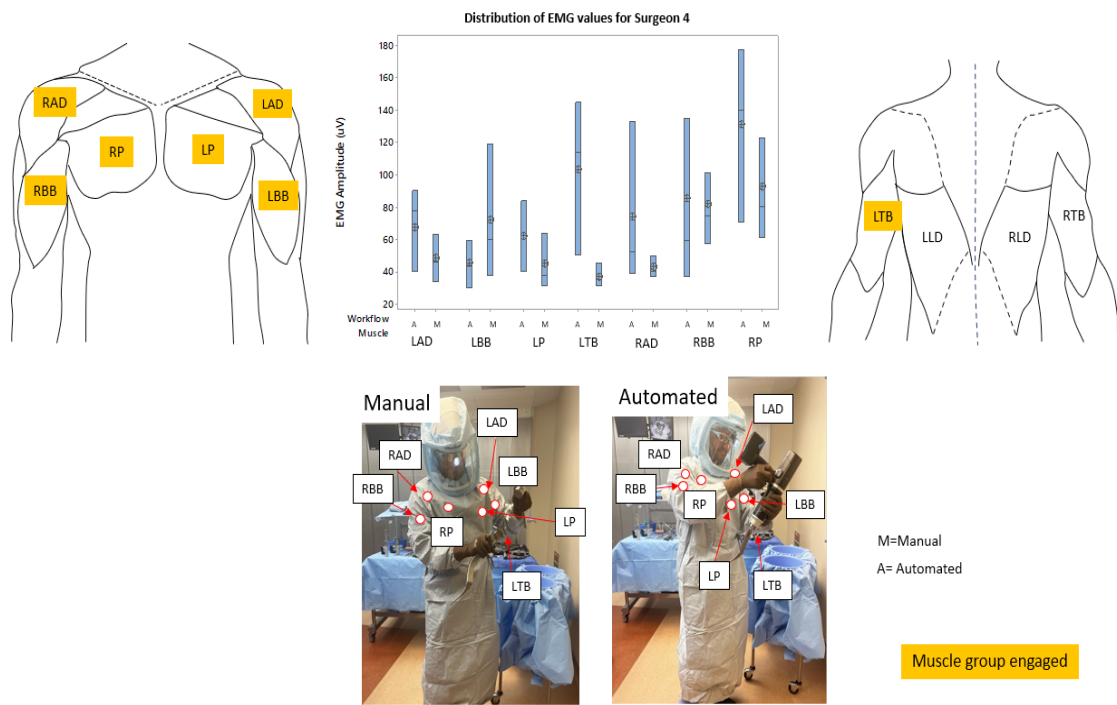 Distribution of EMG values for Surgeon 4
RAD
LAD
RP
LP
RBB
LBB
EMG Amplitude (uV)
180
160
140
120
100
80
60
40
20
Workflow
A M A M A M A M A M A M A M
Muscle
LAD LBB LP LTB RAD RBB RP
LTB
LLD
RLD
RTB
Manual
LAD
RAD
LBB
RBB
RP
LP
LTB
Automated
LAD
RAD
RBB
RP
LBB
LP
LTB
M=Manual
A= Automated
Muscle group engaged